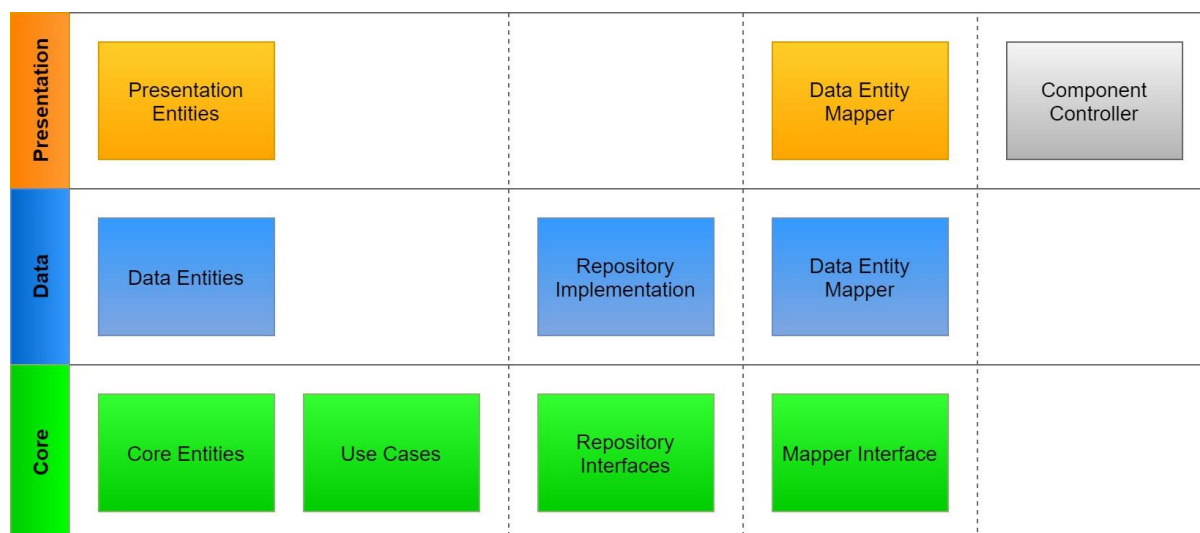 Presentation
Presentation
Entities
Data Entity
Mapper
Component
Controller
Data
Data Entities
Repository
Implementation
Data Entity
Mapper
Core
Core Entities
Use Cases
Repository
Interfaces
Mapper Interface